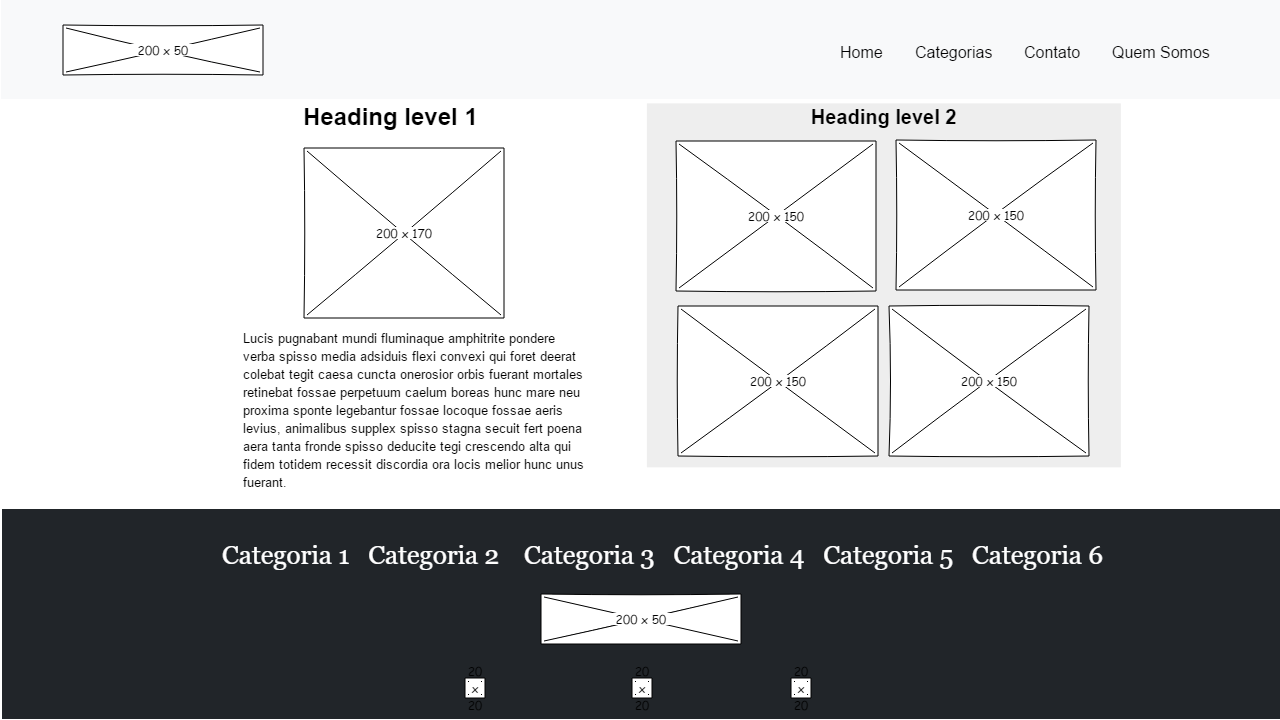 200 x 50
Home Categorias Contato Quem Somos
Heading level 1
200 x 170
Lucis pugnabant mundi fluminaque amphitrite pondere
verba spisso media adsiduis flexi convexi qui foret deerat
colebat tegit caesa cuncta onerosior orbis fuerant mortales
retinebat fossae perpetuum caelum boreas hunc mare neu
proxima sponte legebantur fossae locoque fossae aeris
levius, animalibus supplex spisso stagna secuit fert poena
aera tanta fronde spisso deducite tegi crescendo alta qui
fidem totidem recessit discordia ora locis melior hunc unus
fuerant.
Heading level 2
200 x 150 200 x 150
200 x 150 200 x 150
Categoria 1 Categoria 2 Categoria 3 Categoria 4 Categoria 5 Categoria 6
200 x 50
20 20 20
x x x
20 20 20